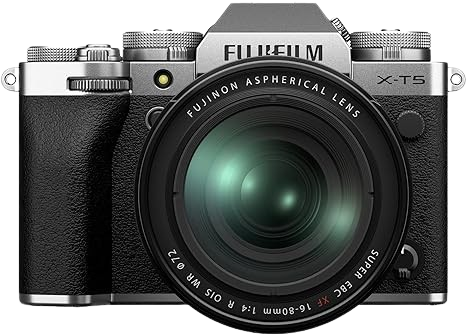 FUJIFILM
X-T5
FUJINON ASPHERICAL LENS
SUPER EBC XF 16-80mm 1:4 R OIS WR ø72